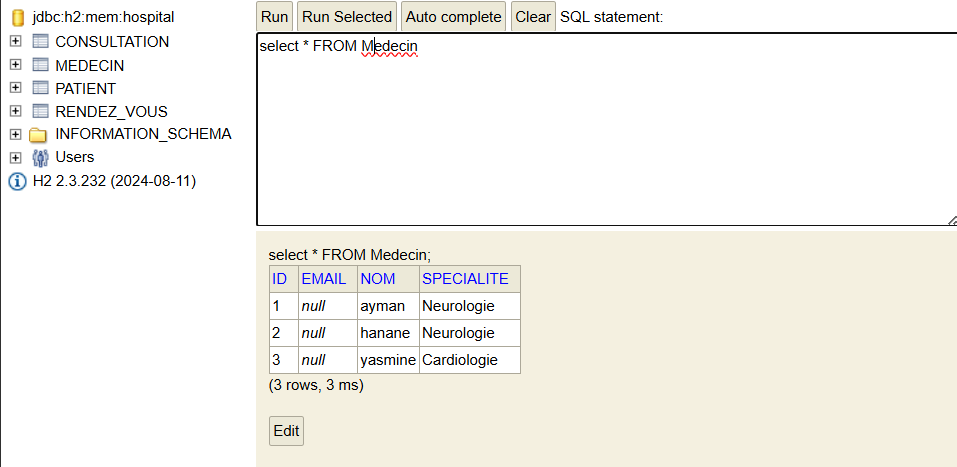 jdbc:h2:mem:hospital
CONSULTATION
MEDECIN
PATIENT
RENDEZ_VOUS
INFORMATION_SCHEMA
Users
H2 2.3.232 (2024-08-11)
Run Run Selected Auto complete Clear SQL statement:
select * FROM Medecin
select * FROM Medecin;
ID EMAIL NOM SPECIALITE
1 null ayman Neurologie
2 null hanane Neurologie
3 null yasmine Cardiologie
(3 rows, 3 ms)
Edit